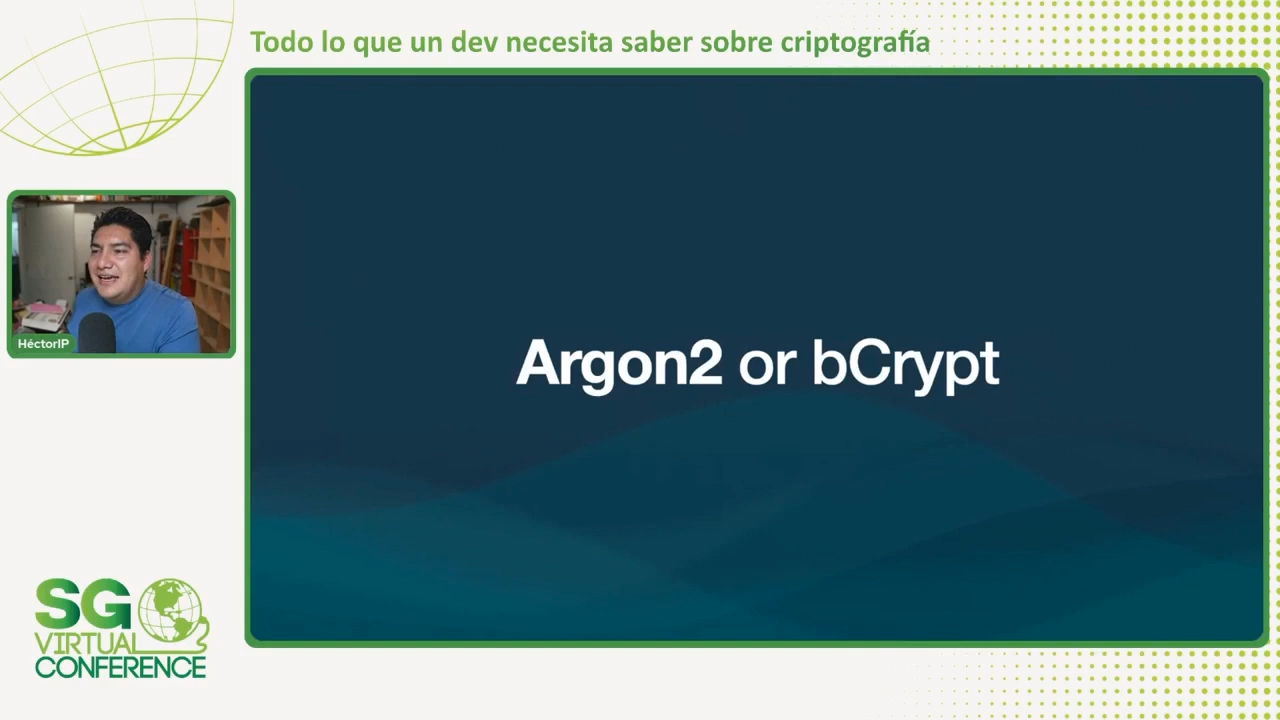 Todo lo que un dev necesita saber sobre criptografía
Argon2 or bCrypt
HéctorIP
SG
VIRTUAL
CONFERENCE